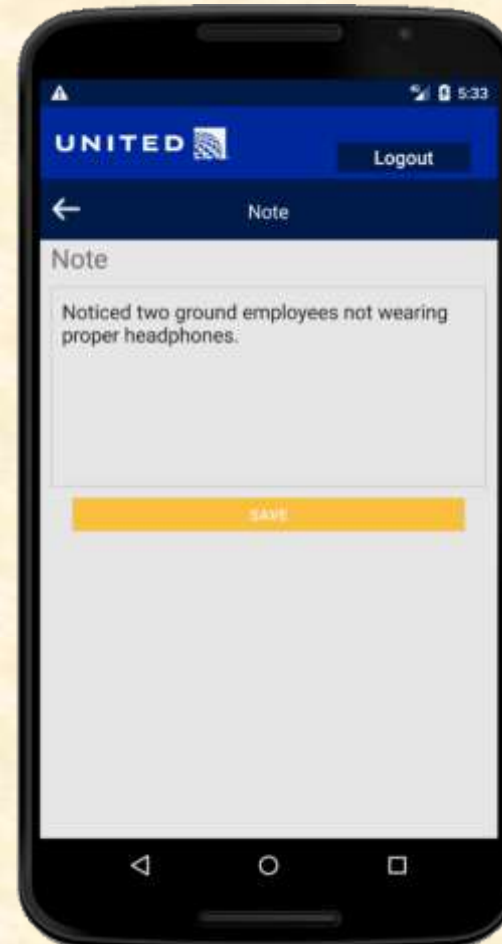 5:33
UNITED
Logout
Note
Note
Noticed two ground employees not wearing
proper headphones.
SAVE